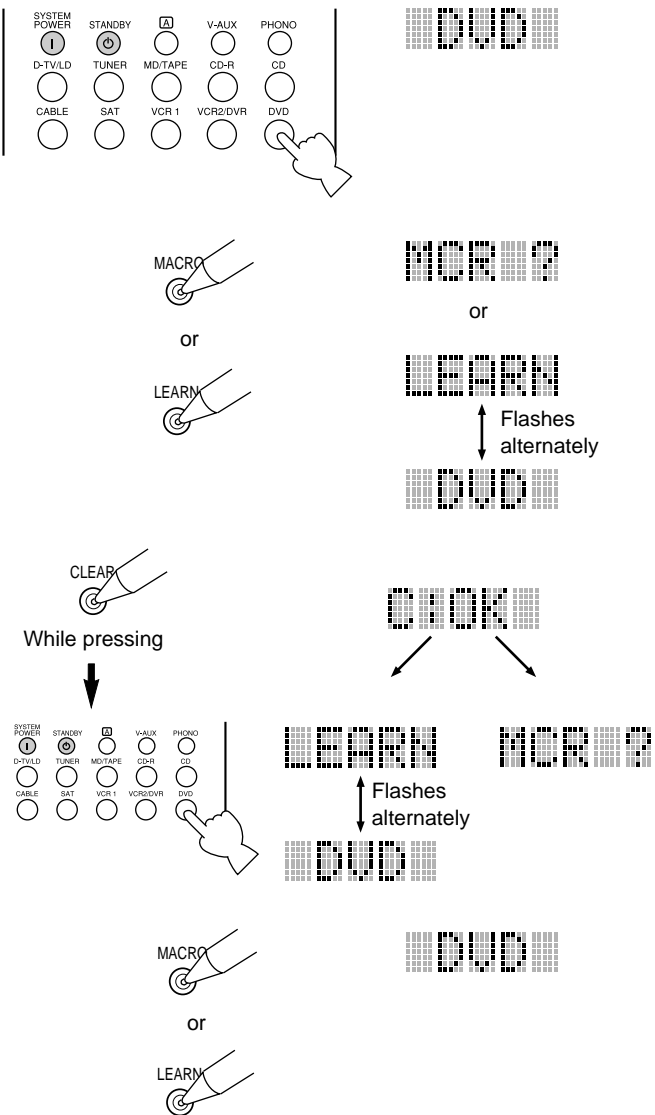 SYSTEM POWER STANDBY A V-AUX PHONO
D-TV/LD TUNER MD/TAPE CD-R CD
CABLE SAT VCR 1 VCR2/DVR DVD
DVD
MACRO
or
LEARN
MCR ?
or
LEARN
Flashes
alternately
DVD
CLEAR
While pressing
C:OK
SYSTEM POWER STANDBY A V-AUX PHONO
D-TV/LD TUNER MD/TAPE CD-R CD
CABLE SAT VCR 1 VCR2/DVR DVD
LEARN
MCR ?
Flashes
alternately
DVD
MACRO
or
LEARN
DVD